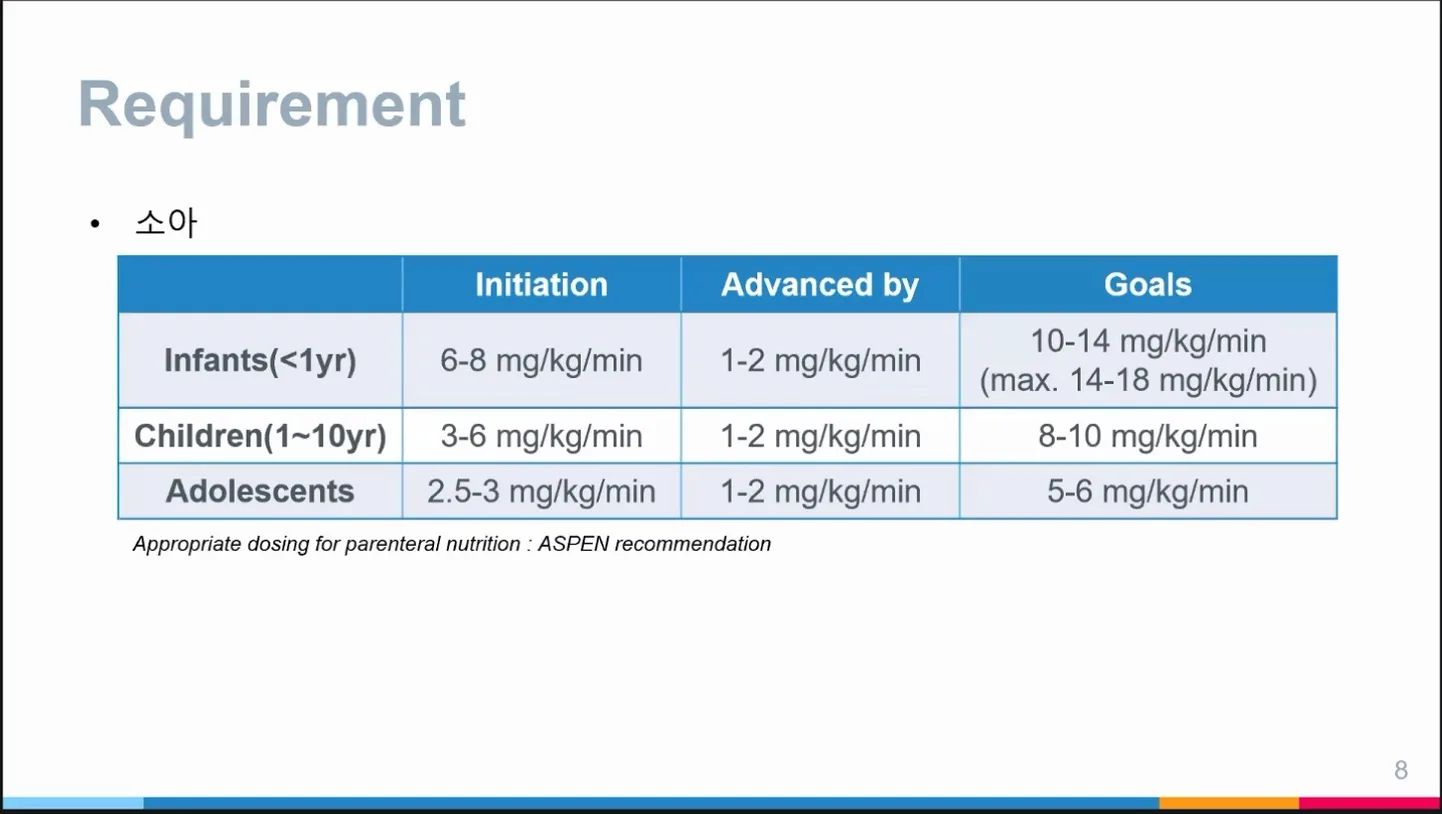 Requirement
• 소아
Initiation Advanced by Goals
Infants(<1yr) 6-8 mg/kg/min 1-2 mg/kg/min 10-14 mg/kg/min
(max. 14-18 mg/kg/min)
Children(1~10yr) 3-6 mg/kg/min 1-2 mg/kg/min 8-10 mg/kg/min
Adolescents 2.5-3 mg/kg/min 1-2 mg/kg/min 5-6 mg/kg/min
Appropriate dosing for parenteral nutrition : ASPEN recommendation
8